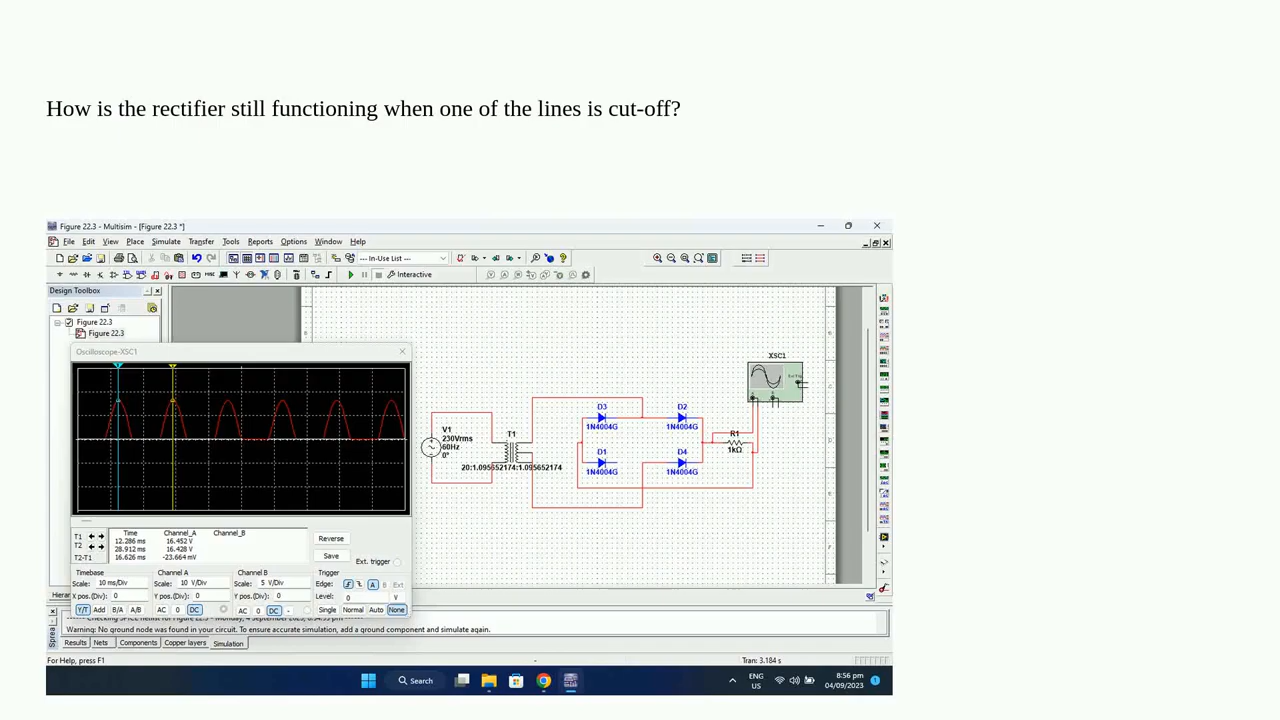 How is the rectifier still functioning when one of the lines is cut-off?
Figure 22.3 - Multisim - [Figure 22.3 *]
File Edit View Place Simulate Transfer Tools Reports Options Window Help
--- In-Use List ---
Interactive
Design Toolbox
Figure 22.3
Figure 22.3
Oscilloscope-XSC1
XSC1
V1
230Vrms
60Hz
0°
T1
20:1.095652174:1.095652174
D3
1N4004G
D2
1N4004G
D1
1N4004G
D4
1N4004G
R1
1kΩ
Time Channel_A Channel_B
T1 12.286 ms 16.452 V
T2 28.912 ms 16.428 V
T2-T1 16.626 ms -23.664 mV
Reverse
Save
Ext. trigger
Timebase Channel A Channel B Trigger
Scale: 10 ms/Div Scale: 10 V/Div Scale: 5 V/Div Edge: A B Ext
X pos.(Div): 0 Y pos.(Div): 0 Y pos.(Div): 0 Level: 0 V
Y/T Add B/A A/B AC 0 DC AC 0 DC - Single Normal Auto None
Warning: No ground node was found in your circuit. To ensure accurate simulation, add a ground component and simulate again.
Results Nets Components Copper layers Simulation
For Help, press F1
-
Tran: 3.184 s
Search
ENG
US
8:56 pm
04/09/2023
1